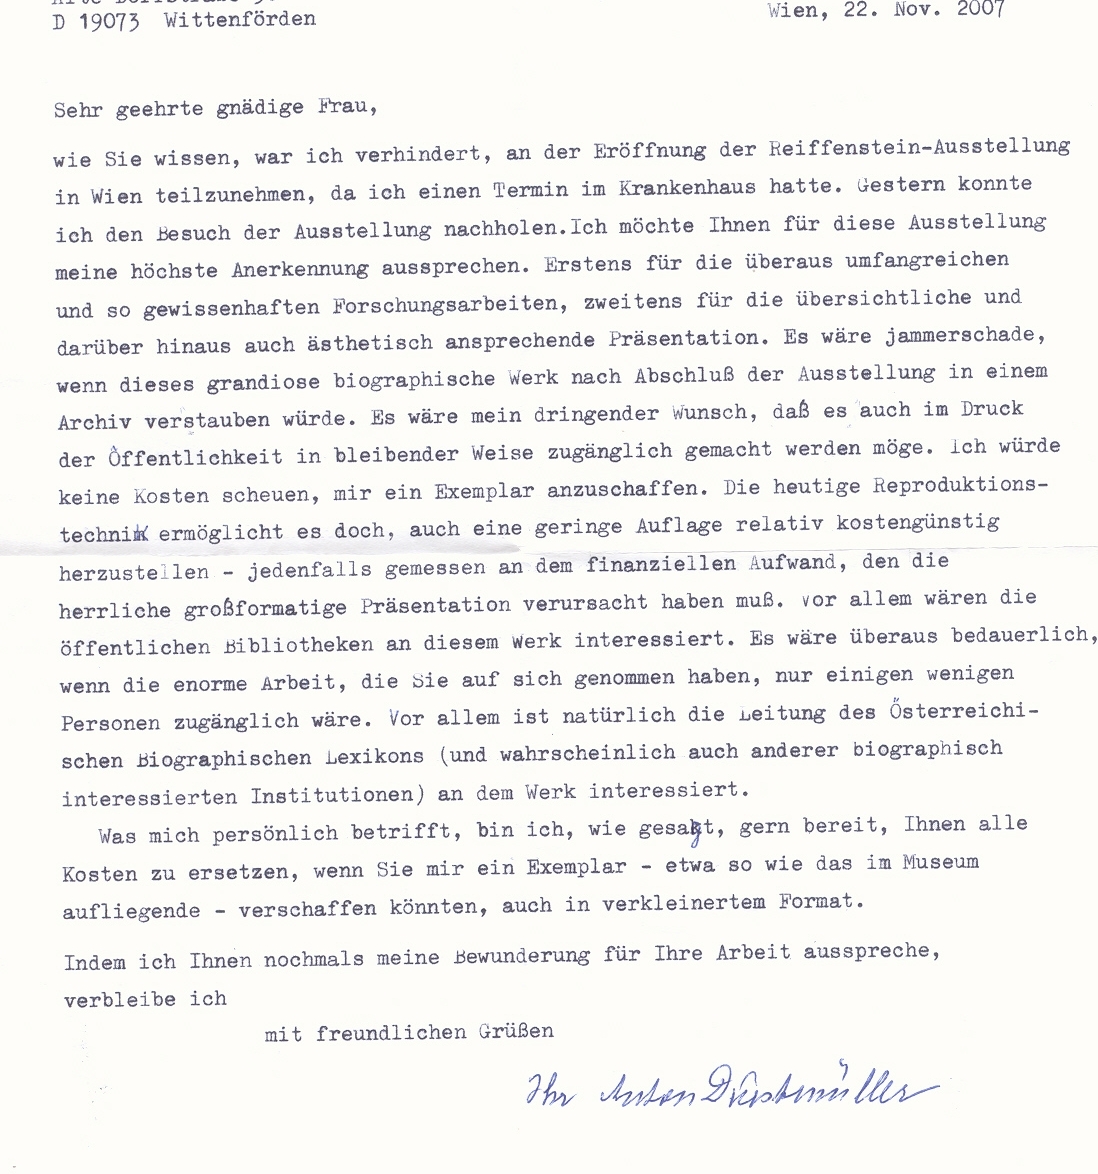 D 19073 Wittenförden
Wien, 22. Nov. 2007
Sehr geehrte gnädige Frau,
wie Sie wissen, war ich verhindert, an der Eröffnung der Reiffenstein-Ausstellung
in Wien teilzunehmen, da ich einen Termin im Krankenhaus hatte. Gestern konnte
ich den Besuch der Ausstellung nachholen.Ich möchte Ihnen für diese Ausstellung
meine höchste Anerkennung aussprechen. Erstens für die überaus umfangreichen
und so gewissenhaften Forschungsarbeiten, zweitens für die übersichtliche und
darüber hinaus auch ästhetisch ansprechende Präsentation. Es wäre jammerschade,
wenn dieses grandiose biographische Werk nach Abschluß der Ausstellung in einem
Archiv verstauben würde. Es wäre mein dringender Wunsch, daß es auch im Druck
der Öffentlichkeit in bleibender Weise zugänglich gemacht werden möge. Ich würde
keine Kosten scheuen, mir ein Exemplar anzuschaffen. Die heutige Reproduktions-
technik ermöglicht es doch, auch eine geringe Auflage relativ kostengünstig
herzustellen - jedenfalls gemessen an dem finanziellen Aufwand, den die
herrliche großformatige Präsentation verursacht haben muß. Vor allem wären die
öffentlichen Bibliotheken an diesem Werk interessiert. Es wäre überaus bedauerlich,
wenn die enorme Arbeit, die Sie auf sich genommen haben, nur einigen wenigen
Personen zugänglich wäre. Vor allem ist natürlich die Leitung des Österreichi-
schen Biographischen Lexikons (und wahrscheinlich auch anderer biographisch
interessierten Institutionen) an dem Werk interessiert.
Was mich persönlich betrifft, bin ich, wie gesagt, gern bereit, Ihnen alle
Kosten zu ersetzen, wenn Sie mir ein Exemplar - etwa so wie das im Museum
aufliegende - verschaffen könnten, auch in verkleinertem Format.
Indem ich Ihnen nochmals meine Bewunderung für Ihre Arbeit ausspreche,
verbleibe ich
mit freundlichen Grüßen
Ihr Anton